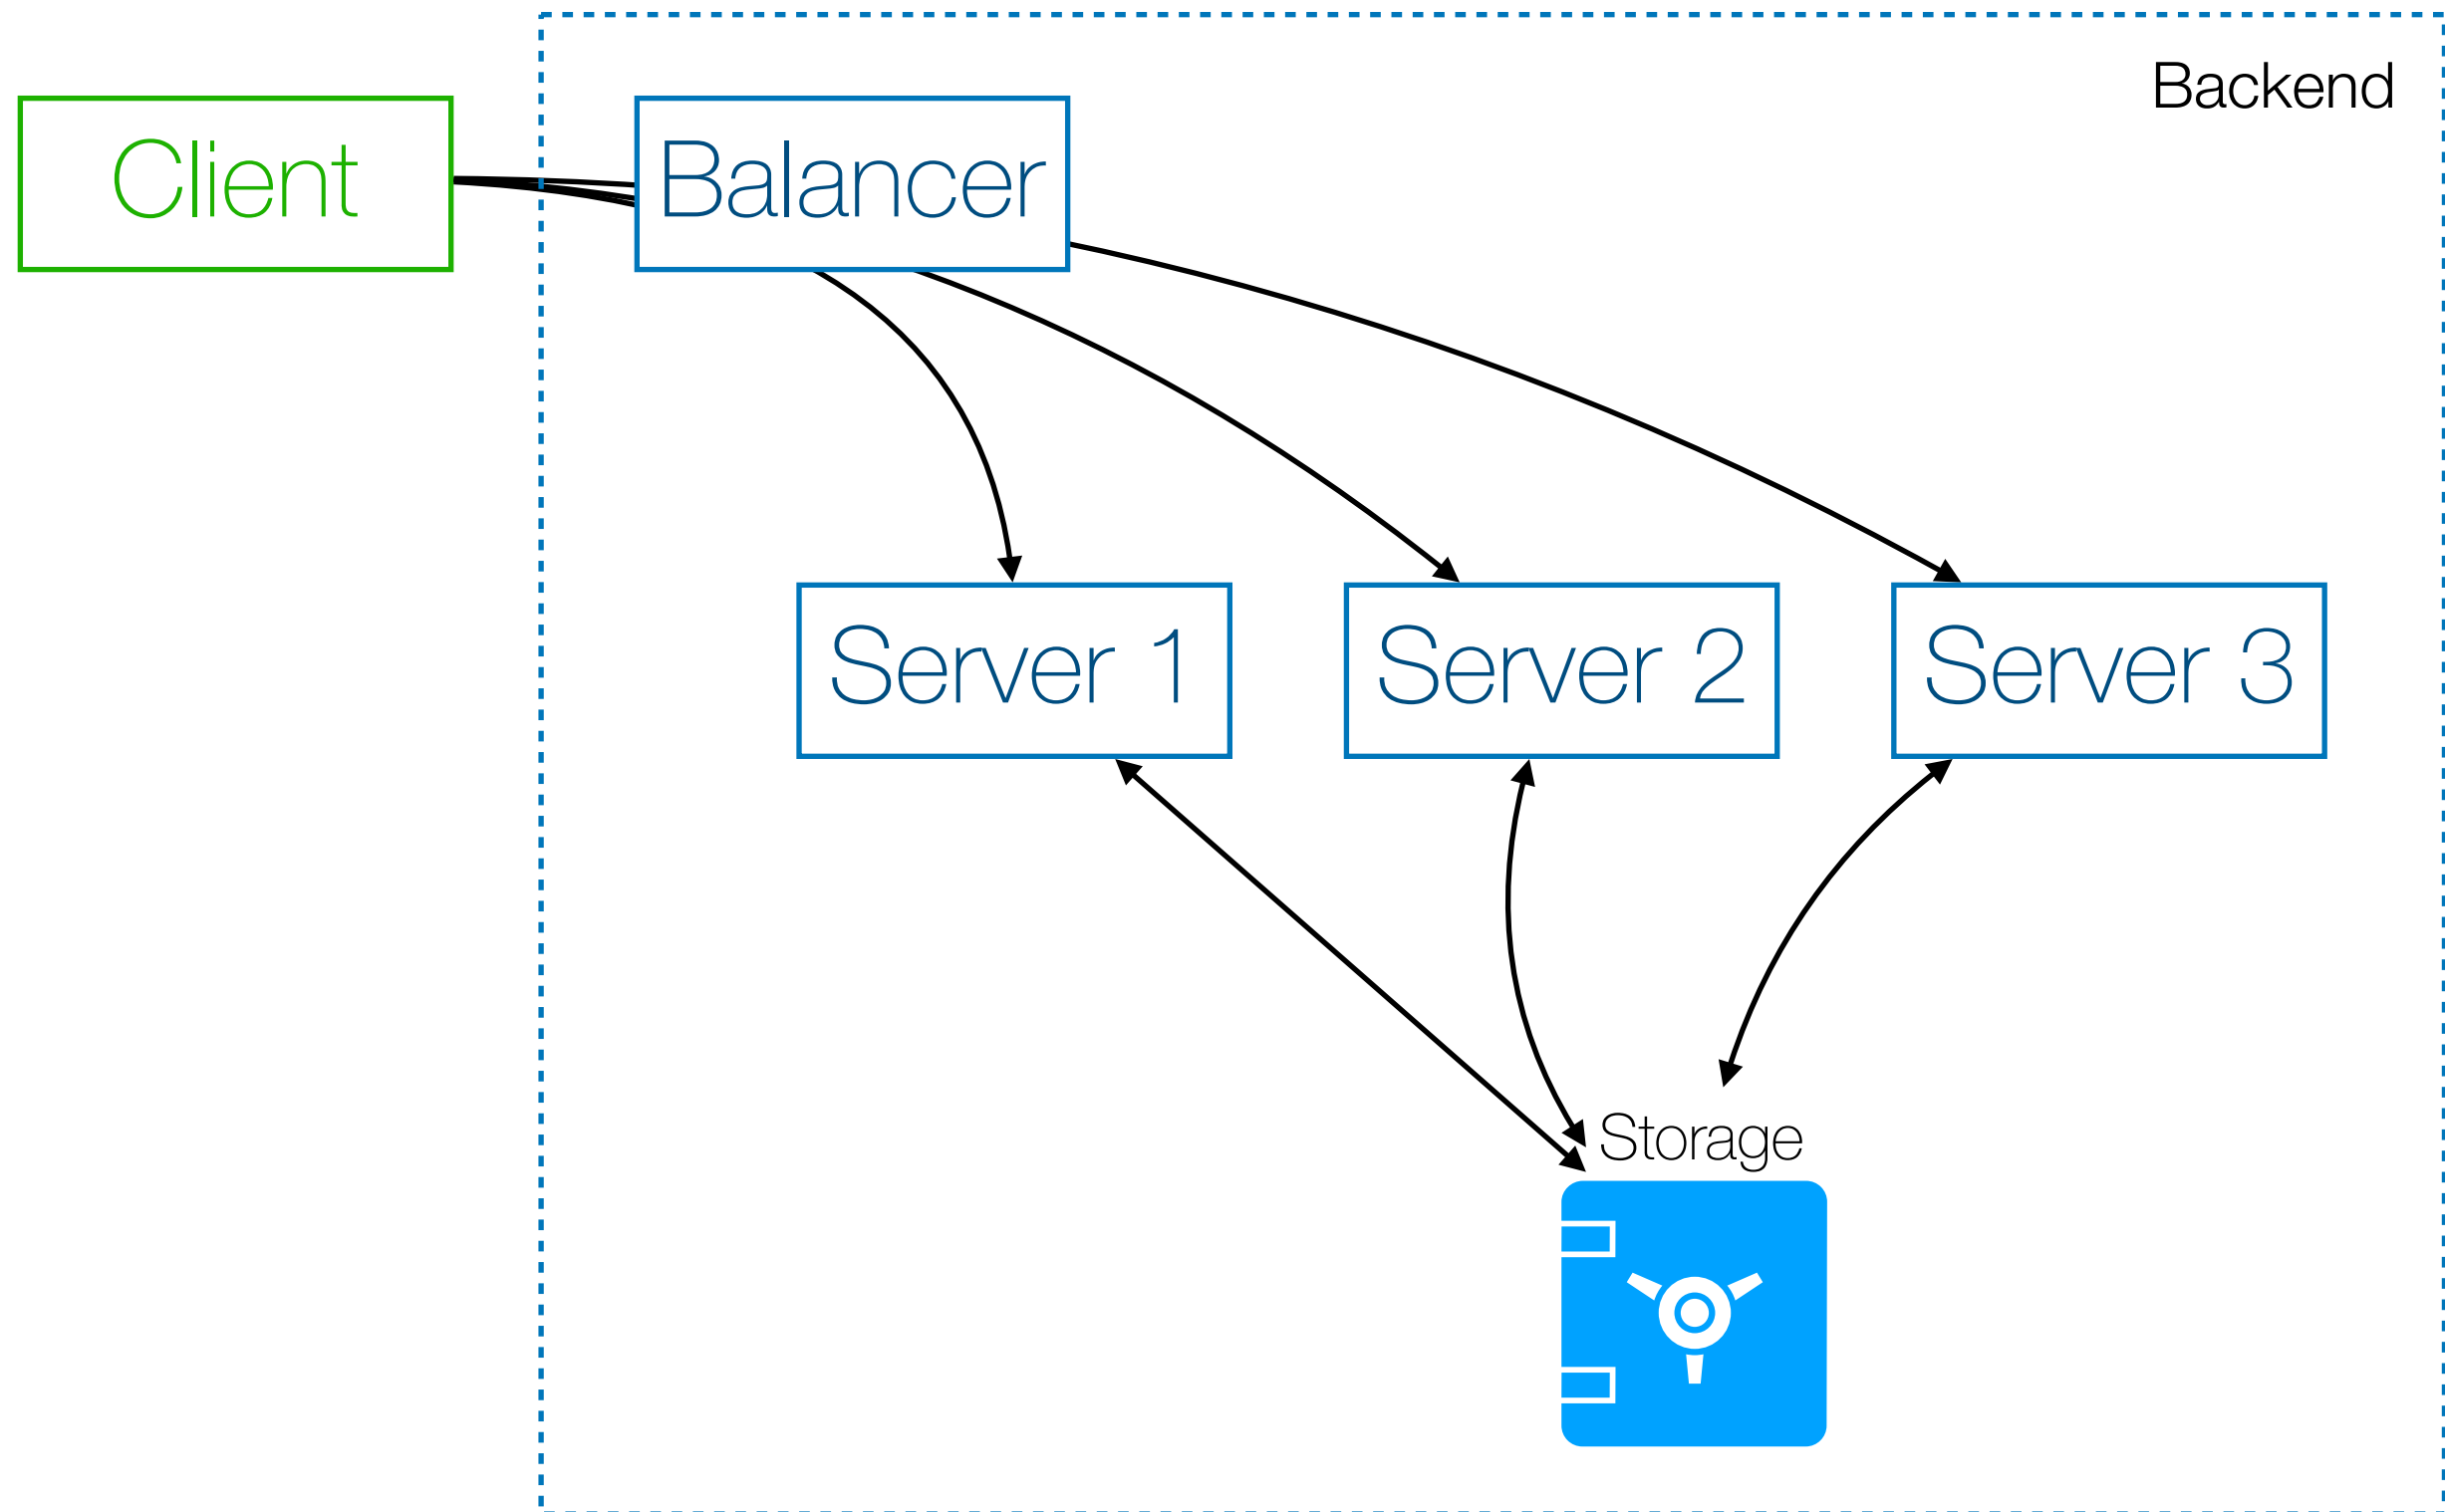 Backend
Client
Balancer
Server 1
Server 2
Server 3
Storage